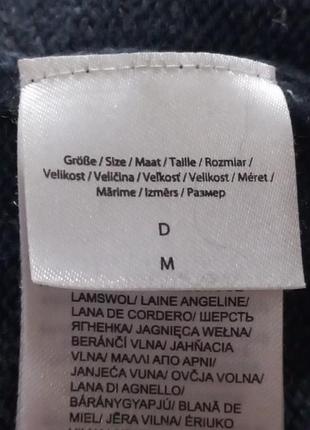 Größe / Size / Maat / Taille / Rozmiar /
Velikost / Veličina / Veľkosť / Velikost / Méret /
Mărime / Izmērs / Размер
D
M
LAMSWOL/ LAINE ANGELINE/
LANA DE CORDERO/ ШЕРСТЬ
ЯГНЕНКА/ JAGNIĘCA WEŁNA/
BERÁNČÍ VLNA/ JAHŇACIA
VLNA/ ΜΑΛΛΙ ΑΠΟ ΑΡΝΙ/
JANJEĆA VUNA/ OVČJA VOLNA/
LANA DI AGNELLO/
BÁRÁNYGYAPJÚ/ BLANĂ DE
MIEL/ JĒRA VILNA/ ĖRIUKO